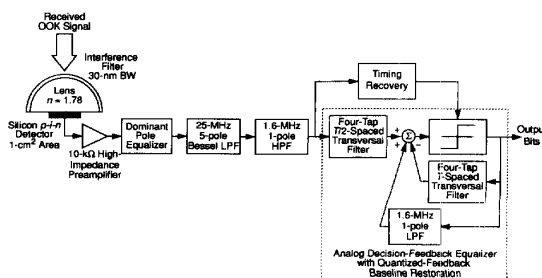 Received
OOK Signal
Interference
Filter
30-nm BW
Lens
n = 1.78
Silicon p-i-n
Detector
1-cm² Area
10-kΩ High-
Impedance
Preamplifier
Dominant
Pole
Equalizer
25-MHz
5-pole
Bessel LPF
1.6-MHz
1-pole
HPF
Timing
Recovery
Four-Tap
T/2-Spaced
Transversal
Filter
+
Σ
+
−
Output
Bits
Four-Tap
T-Spaced
Transversal
Filter
1.6-MHz
1-pole
LPF
Analog Decision-Feedback Equalizer
with Quantized-Feedback
Baseline Restoration